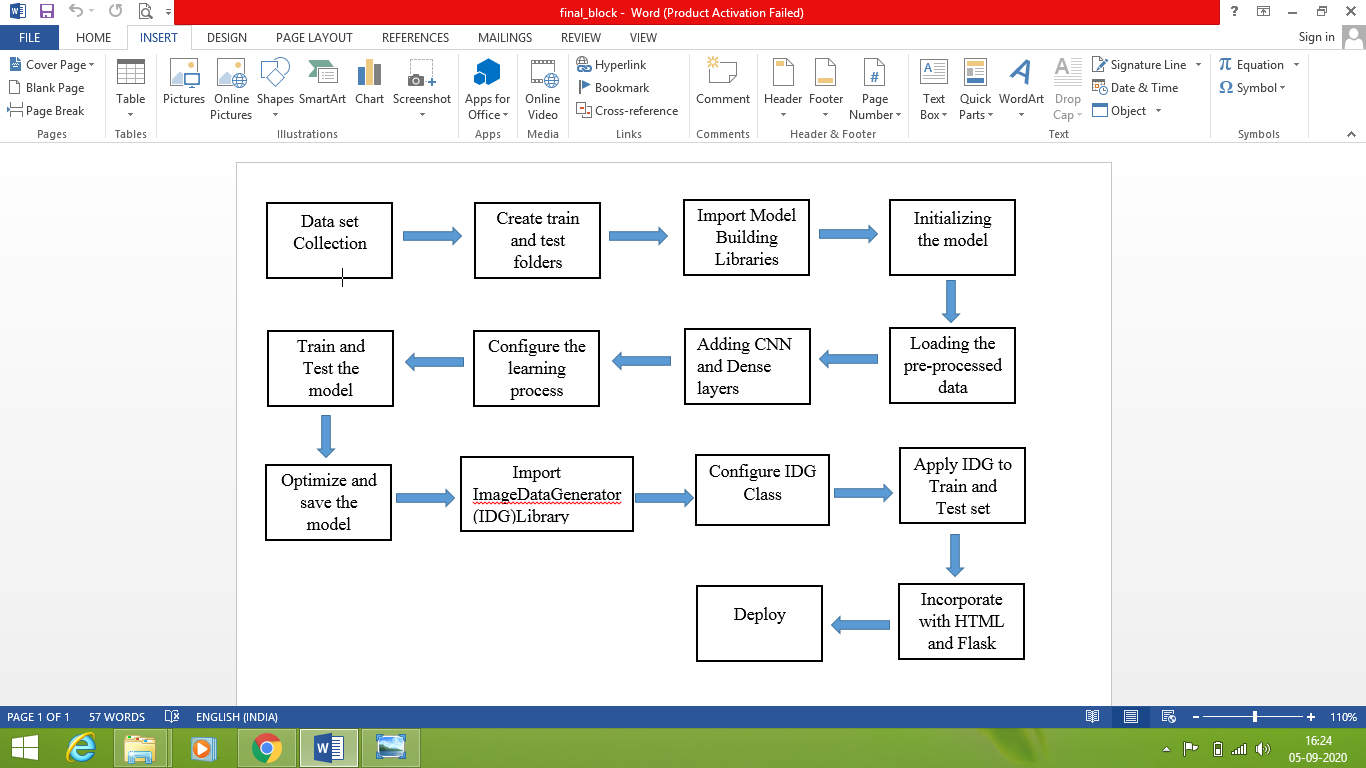 final_block - Word (Product Activation Failed)
?
FILE HOME INSERT DESIGN PAGE LAYOUT REFERENCES MAILINGS REVIEW VIEW Sign in
Cover Page
Blank Page
Page Break
Pages
Table
Tables
Pictures
Online
Pictures
Shapes
SmartArt
Chart
Screenshot
Illustrations
Apps for
Office
Apps
Online
Video
Media
Hyperlink
Bookmark
Cross-reference
Links
Comment
Comments
Header
Footer
Page
Number
Header & Footer
Text
Box
Quick
Parts
WordArt
Drop
Cap
Signature Line
Date & Time
Object
Text
π Equation
Ω Symbol
Symbols
Data set
Collection
Create train
and test
folders
Import Model
Building
Libraries
Initializing
the model
Loading the
pre-processed
data
Adding CNN
and Dense
layers
Configure the
learning
process
Train and
Test the
model
Optimize and
save the
model
Import
ImageDataGenerator
(IDG)Library
Configure IDG
Class
Apply IDG to
Train and
Test set
Incorporate
with HTML
and Flask
Deploy
PAGE 1 OF 1 57 WORDS ENGLISH (INDIA) 110%
16:24
05-09-2020